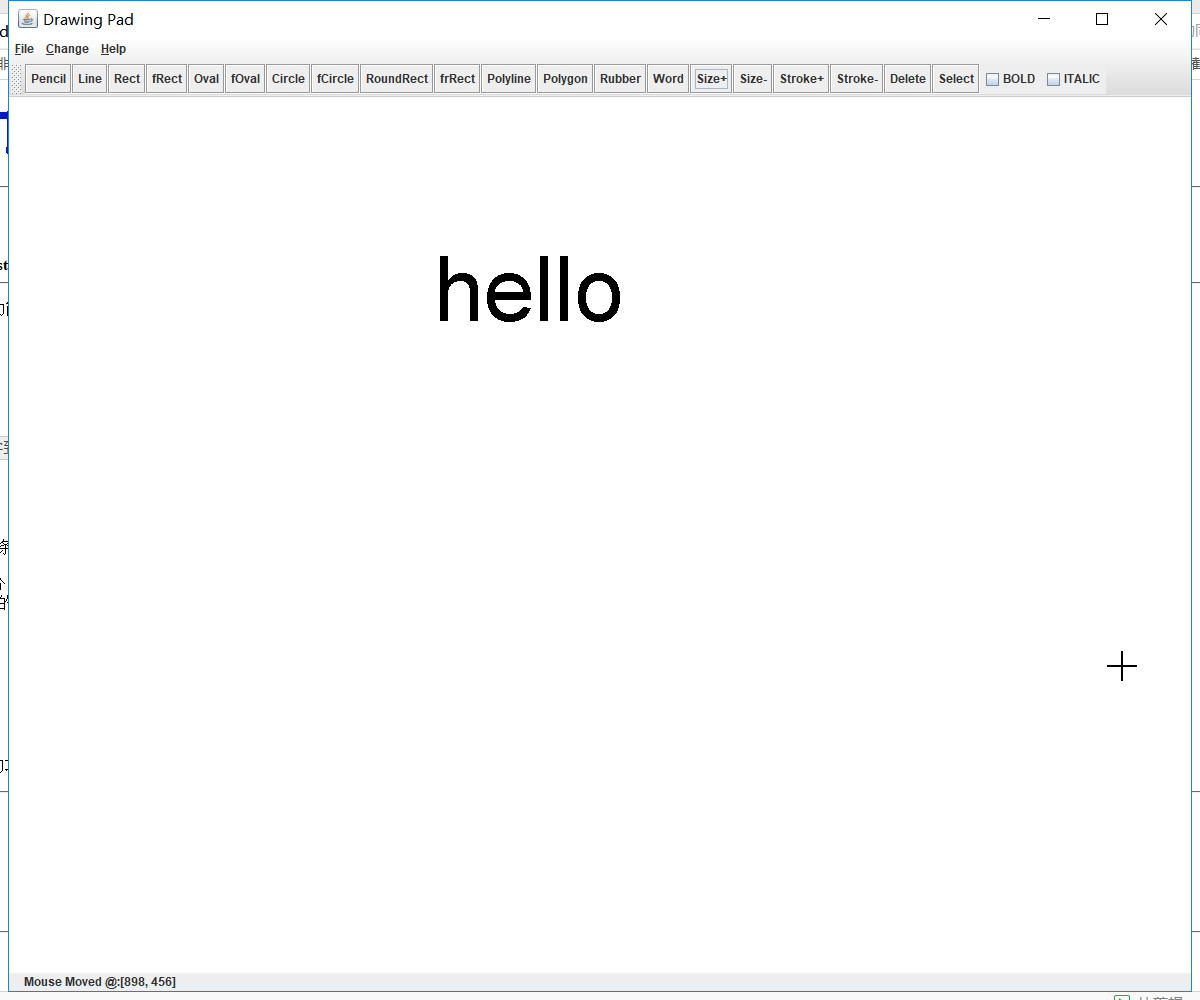 Drawing Pad
File Change Help
Pencil Line Rect fRect Oval fOval Circle fCircle RoundRect frRect Polyline Polygon Rubber Word Size+ Size- Stroke+ Stroke- Delete Select BOLD ITALIC
hello
Mouse Moved @:[898, 456]